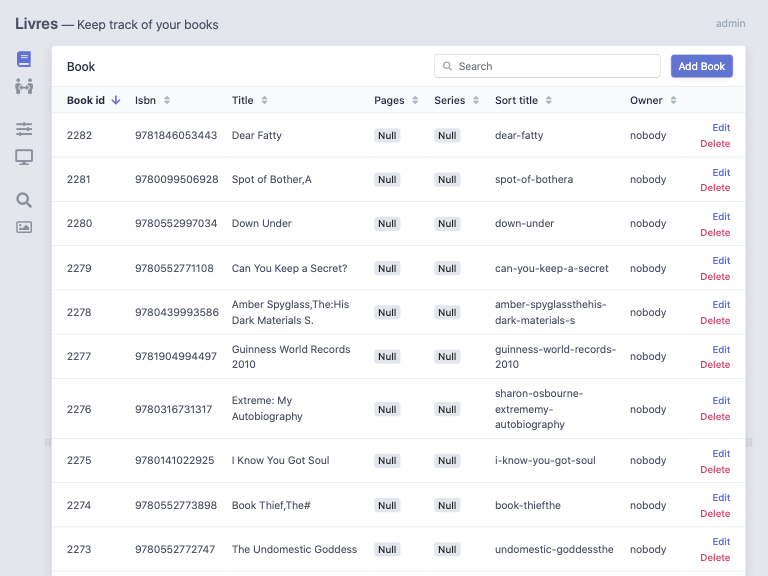 Livres — Keep track of your books
admin
Book
Search
Add Book
Book id Isbn Title Pages Series Sort title Owner
2282 9781846053443 Dear Fatty Null Null dear-fatty nobody Edit Delete
2281 9780099506928 Spot of Bother,A Null Null spot-of-bothera nobody Edit Delete
2280 9780552997034 Down Under Null Null down-under nobody Edit Delete
2279 9780552771108 Can You Keep a Secret? Null Null can-you-keep-a-secret nobody Edit Delete
2278 9780439993586 Amber Spyglass,The:His Dark Materials S. Null Null amber-spyglassthehis-dark-materials-s nobody Edit Delete
2277 9781904994497 Guinness World Records 2010 Null Null guinness-world-records-2010 nobody Edit Delete
2276 9780316731317 Extreme: My Autobiography Null Null sharon-osbourne-extrememy-autobiography nobody Edit Delete
2275 9780141022925 I Know You Got Soul Null Null i-know-you-got-soul nobody Edit Delete
2274 9780552773898 Book Thief,The# Null Null book-thiefthe nobody Edit Delete
2273 9780552772747 The Undomestic Goddess Null Null undomestic-goddessthe nobody Edit Delete